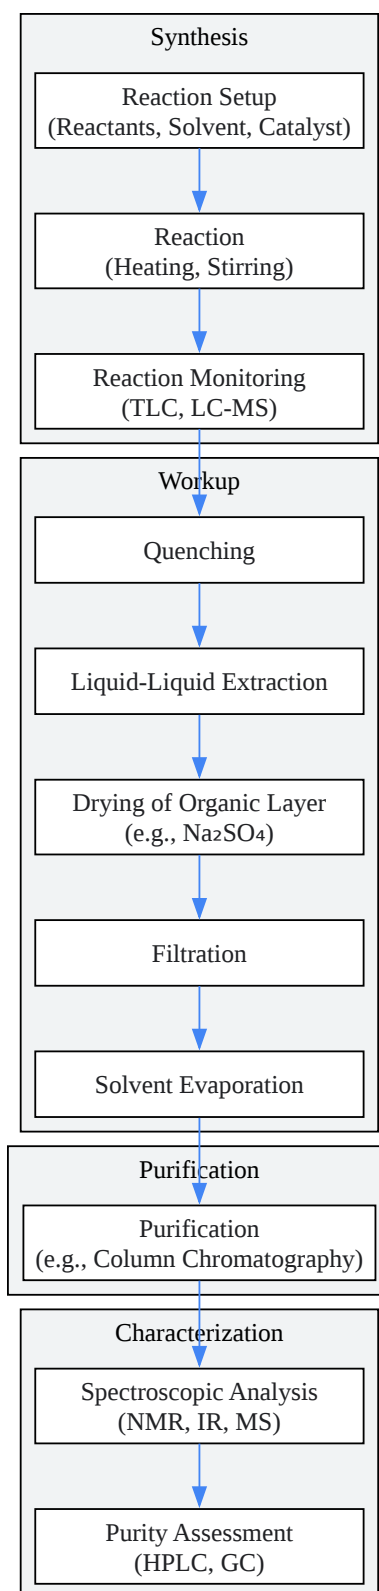 Synthesis
Reaction Setup
(Reactants, Solvent, Catalyst)
Reaction
(Heating, Stirring)
Reaction Monitoring
(TLC, LC-MS)
Workup
Quenching
Liquid-Liquid Extraction
Drying of Organic Layer
(e.g., Na₂SO₄)
Filtration
Solvent Evaporation
Purification
Purification
(e.g., Column Chromatography)
Characterization
Spectroscopic Analysis
(NMR, IR, MS)
Purity Assessment
(HPLC, GC)